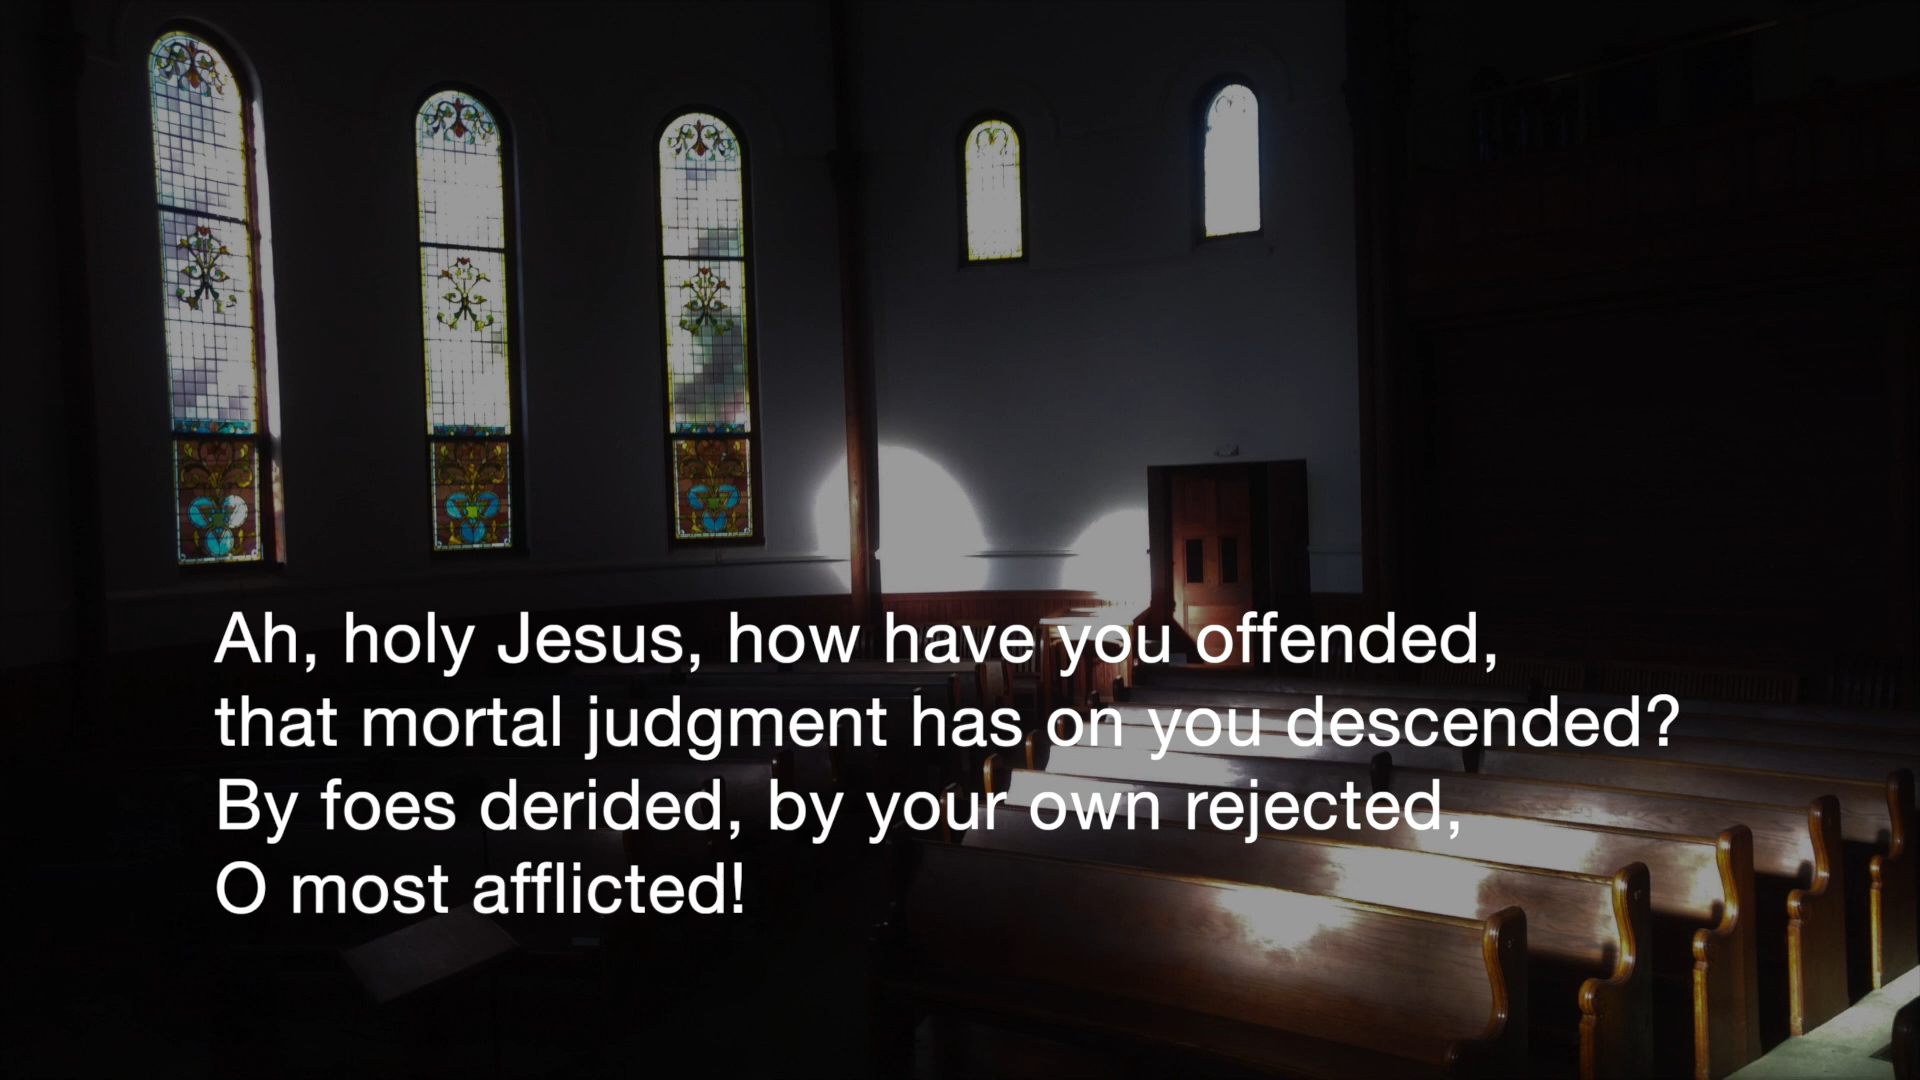 Ah, holy Jesus, how have you offended,
that mortal judgment has on you descended?
By foes derided, by your own rejected,
O most afflicted!